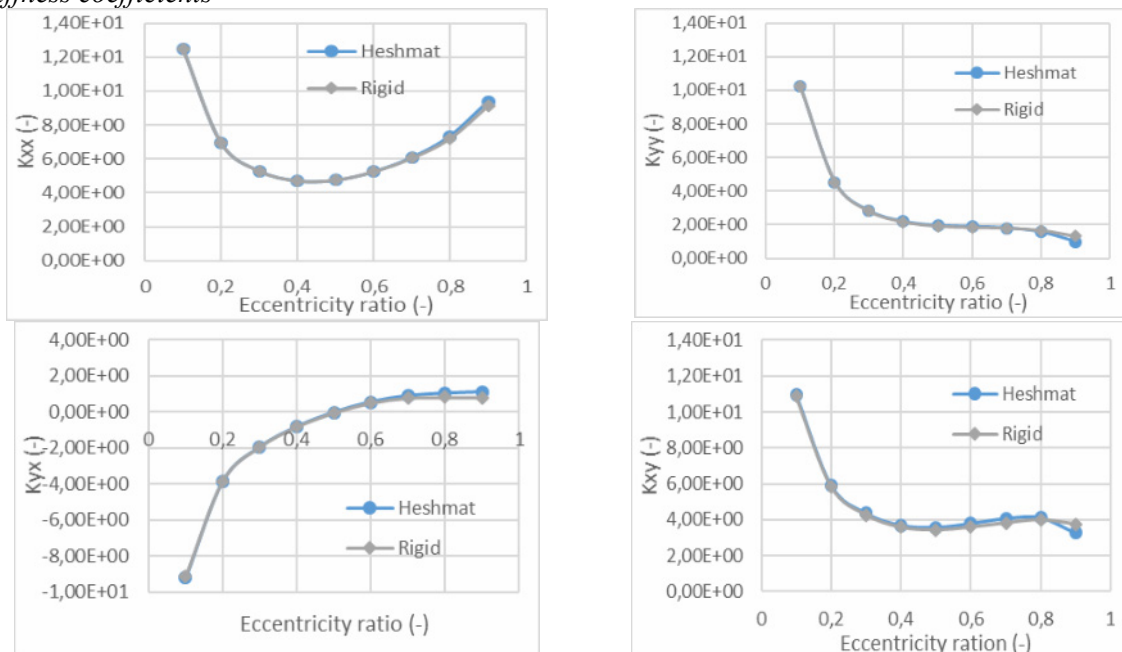 ffness coefficients
1,40E+01
1,20E+01
1,00E+01
8,00E+00
6,00E+00
4,00E+00
2,00E+00
0,00E+00
Kxx (-)
Heshmat
Rigid
0 0,2 0,4 0,6 0,8 1
Eccentricity ratio (-)
1,40E+01
1,20E+01
1,00E+01
8,00E+00
6,00E+00
4,00E+00
2,00E+00
0,00E+00
Kyy (-)
Heshmat
Rigid
0 0,2 0,4 0,6 0,8 1
Eccentricity ratio (-)
4,00E+00
2,00E+00
0,00E+00
-2,00E+00
-4,00E+00
-6,00E+00
-8,00E+00
-1,00E+01
Kyx (-)
0 0,2 0,4 0,6 0,8 1
Heshmat
Rigid
Eccentricity ratio (-)
1,40E+01
1,20E+01
1,00E+01
8,00E+00
6,00E+00
4,00E+00
2,00E+00
0,00E+00
Kxy (-)
Heshmat
Rigid
0 0,2 0,4 0,6 0,8 1
Eccentricity ration (-)